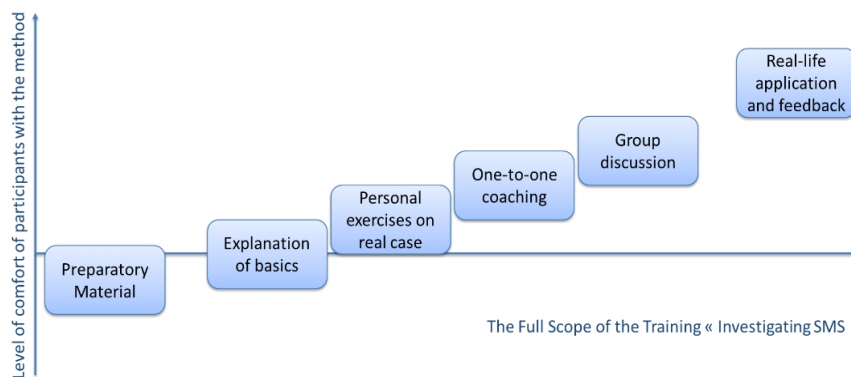 Level of comfort of participants with the method
Real-life
application
and feedback
Group
discussion
One-to-one
coaching
Personal
exercises on
real case
Explanation
of basics
Preparatory
Material
The Full Scope of the Training « Investigating SMS